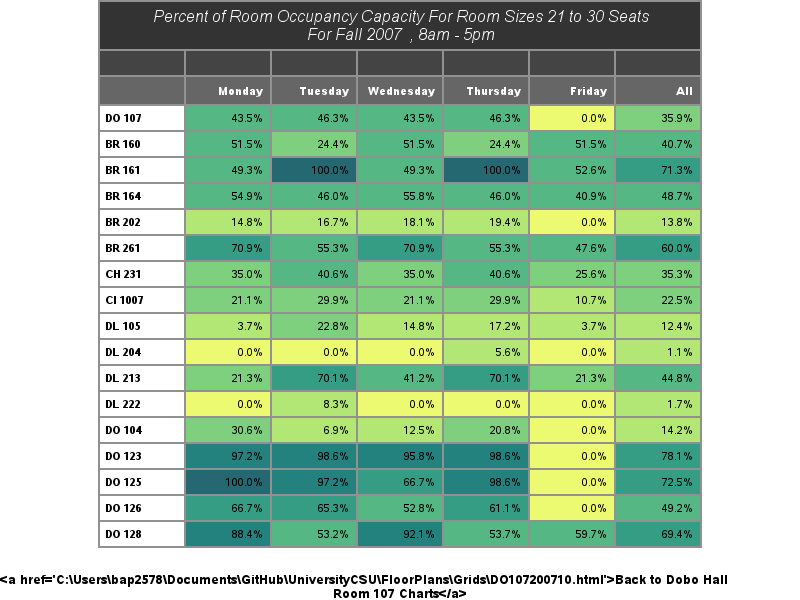 Percent of Room Occupancy Capacity For Room Sizes 21 to 30 Seats
For Fall 2007 , 8am - 5pm
Monday Tuesday Wednesday Thursday Friday All
DO 107 43.5% 46.3% 43.5% 46.3% 0.0% 35.9%
BR 160 51.5% 24.4% 51.5% 24.4% 51.5% 40.7%
BR 161 49.3% 100.0% 49.3% 100.0% 52.6% 71.3%
BR 164 54.9% 46.0% 55.8% 46.0% 40.9% 48.7%
BR 202 14.8% 16.7% 18.1% 19.4% 0.0% 13.8%
BR 261 70.9% 55.3% 70.9% 55.3% 47.6% 60.0%
CH 231 35.0% 40.6% 35.0% 40.6% 25.6% 35.3%
CI 1007 21.1% 29.9% 21.1% 29.9% 10.7% 22.5%
DL 105 3.7% 22.8% 14.8% 17.2% 3.7% 12.4%
DL 204 0.0% 0.0% 0.0% 5.6% 0.0% 1.1%
DL 213 21.3% 70.1% 41.2% 70.1% 21.3% 44.8%
DL 222 0.0% 8.3% 0.0% 0.0% 0.0% 1.7%
DO 104 30.6% 6.9% 12.5% 20.8% 0.0% 14.2%
DO 123 97.2% 98.6% 95.8% 98.6% 0.0% 78.1%
DO 125 100.0% 97.2% 66.7% 98.6% 0.0% 72.5%
DO 126 66.7% 65.3% 52.8% 61.1% 0.0% 49.2%
DO 128 88.4% 53.2% 92.1% 53.7% 59.7% 69.4%
<a href='C:\Users\bap2578\Documents\GitHub\UniversityCSU\FloorPlans\Grids\DO107200710.html'>Back to Dobo Hall
Room 107 Charts</a>